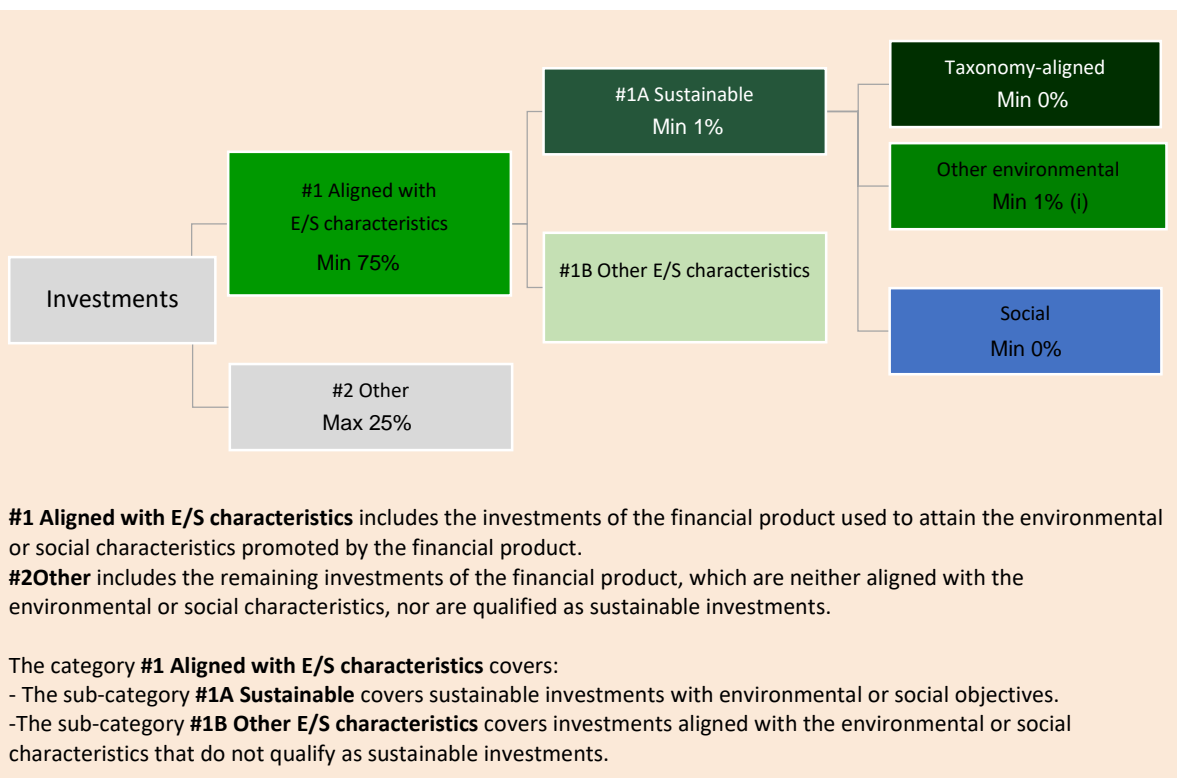 Investments
#1 Aligned with
E/S characteristics
Min 75%
#2 Other
Max 25%
#1A Sustainable
Min 1%
#1B Other E/S characteristics
Taxonomy-aligned
Min 0%
Other environmental
Min 1% (i)
Social
Min 0%
#1 Aligned with E/S characteristics includes the investments of the financial product used to attain the environmental
or social characteristics promoted by the financial product.
#2Other includes the remaining investments of the financial product, which are neither aligned with the
environmental or social characteristics, nor are qualified as sustainable investments.
The category #1 Aligned with E/S characteristics covers:
- The sub-category #1A Sustainable covers sustainable investments with environmental or social objectives.
-The sub-category #1B Other E/S characteristics covers investments aligned with the environmental or social
characteristics that do not qualify as sustainable investments.